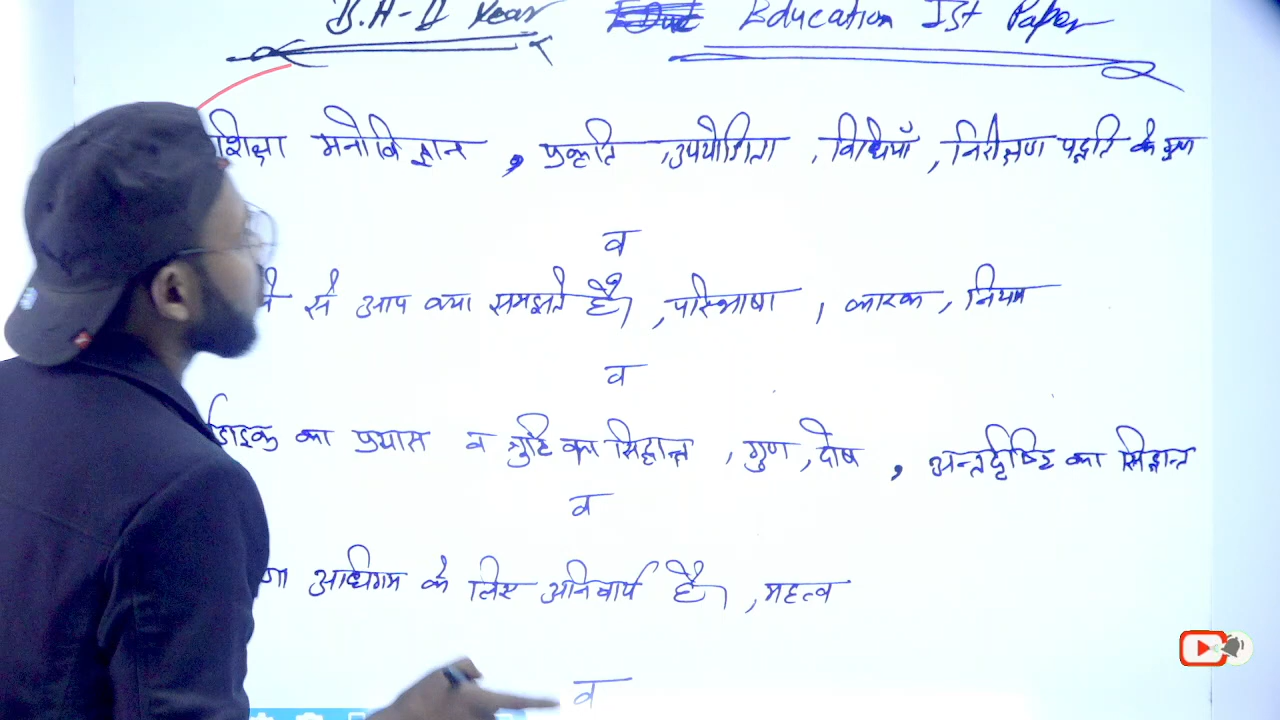 B.A-II Year Education Ist Paper
शिक्षा मनोविज्ञान, प्रकृति, उपयोगिता, विधियाँ, निरीक्षण पद्धति के गुण
व
से आप क्या समझते हैं।, परिभाषा, कारक, नियम
व
का प्रयास व त्रुटि का सिद्धान्त, गुण, दोष, अन्तर्दृष्टि का सिद्धान्त
व
अधिगम के लिए अनिवार्य है।, महत्व
व